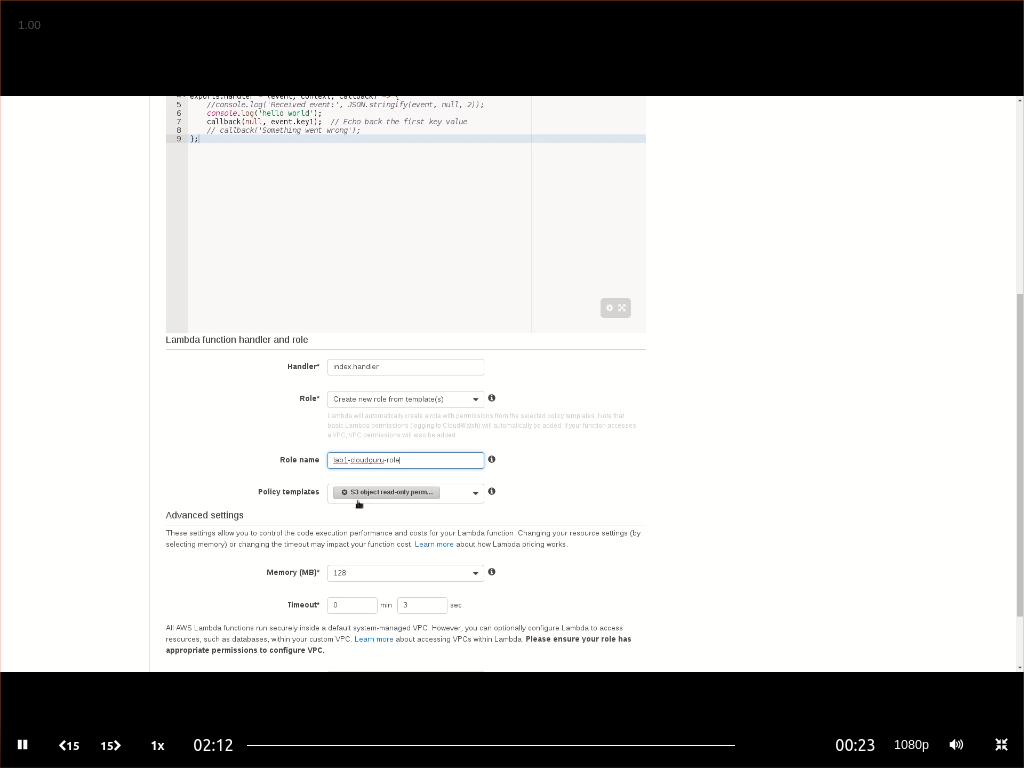 1.00
exports.handler = (event, context, callback) => {
5 //console.log('Received event:', JSON.stringify(event, null, 2));
6 console.log('hello world');
7 callback(null, event.key1); // Echo back the first key value
8 // callback('Something went wrong');
9 };
Lambda function handler and role
Handler* index.handler
Role* Create new role from template(s)
Lambda will automatically create a role with permissions from the selected policy templates. Note that
basic Lambda permissions (logging to CloudWatch) will automatically be added. If your function accesses
a VPC, VPC permissions will also be added.
Role name lab1-cloudguru-role
Policy templates S3 object read-only perm...
Advanced settings
These settings allow you to control the code execution performance and costs for your Lambda function. Changing your resource settings (by
selecting memory) or changing the timeout may impact your function cost. Learn more about how Lambda pricing works.
Memory (MB)* 128
Timeout* 0 min 3 sec
All AWS Lambda functions run securely inside a default system-managed VPC. However, you can optionally configure Lambda to access
resources, such as databases, within your custom VPC. Learn more about accessing VPCs within Lambda. Please ensure your role has
appropriate permissions to configure VPC.
15 15 1x 02:12 00:23 1080p